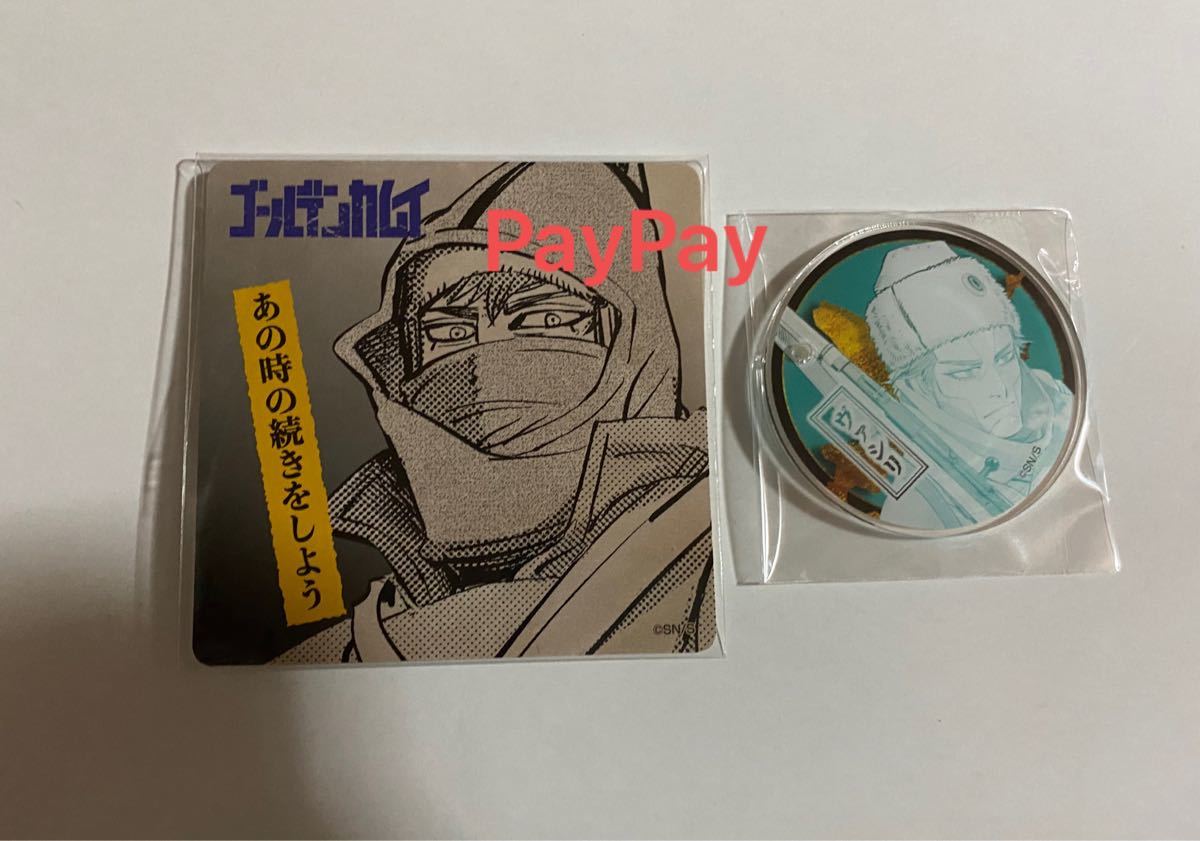 ゴールデンカムイ
PayPay
あの時の続きをしよう
©SN/S
ヴァシリ
©SN/S